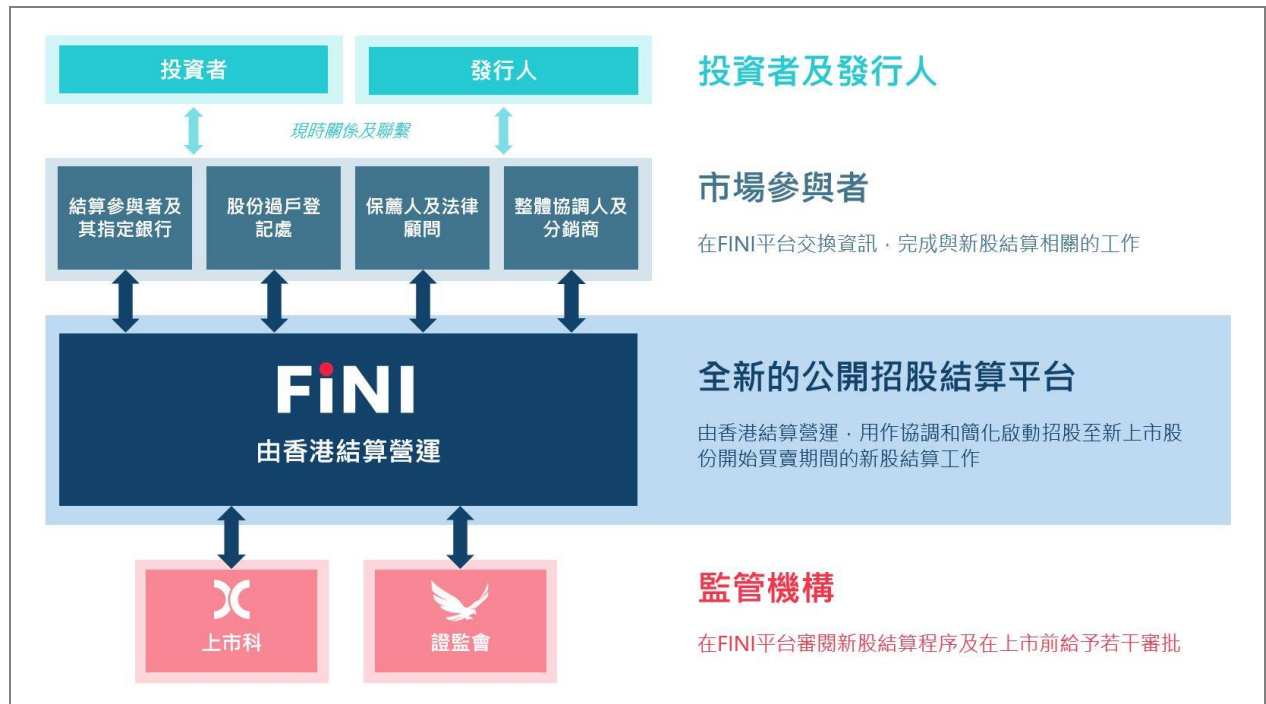 投資者
發行人
投資者及發行人
現時關係及聯繫
結算參與者及
其指定銀行
股份過戶登
記處
保薦人及法律
顧問
整體協調人及
分銷商
市場參與者
在FINI平台交換資訊，完成與新股結算相關的工作
FiNI
由香港結算營運
全新的公開招股結算平台
由香港結算營運，用作協調和簡化啟動招股至新上市股
份開始買賣期間的新股結算工作
上市科
證監會
監管機構
在FINI平台審閱新股結算程序及在上市前給予若干審批